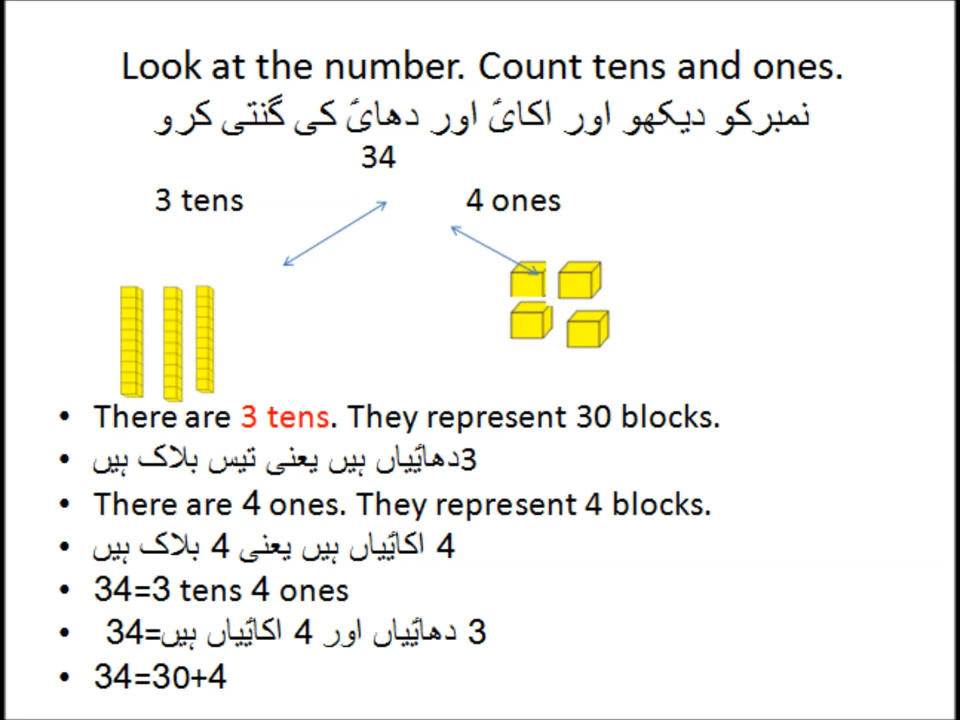 Look at the number. Count tens and ones.
نمبرکو دیکھو اور اکائ اور دھائ کی گنتی کرو
34
3 tens 4 ones
• There are 3 tens. They represent 30 blocks.
• 3دھائیاں ہیں یعنی تیس بلاک ہیں
• There are 4 ones. They represent 4 blocks.
• 4 اکائیاں ہیں یعنی 4 بلاک ہیں
• 34=3 tens 4 ones
• 3 دھائیاں اور 4 اکائیاں ہیں=34
• 34=30+4